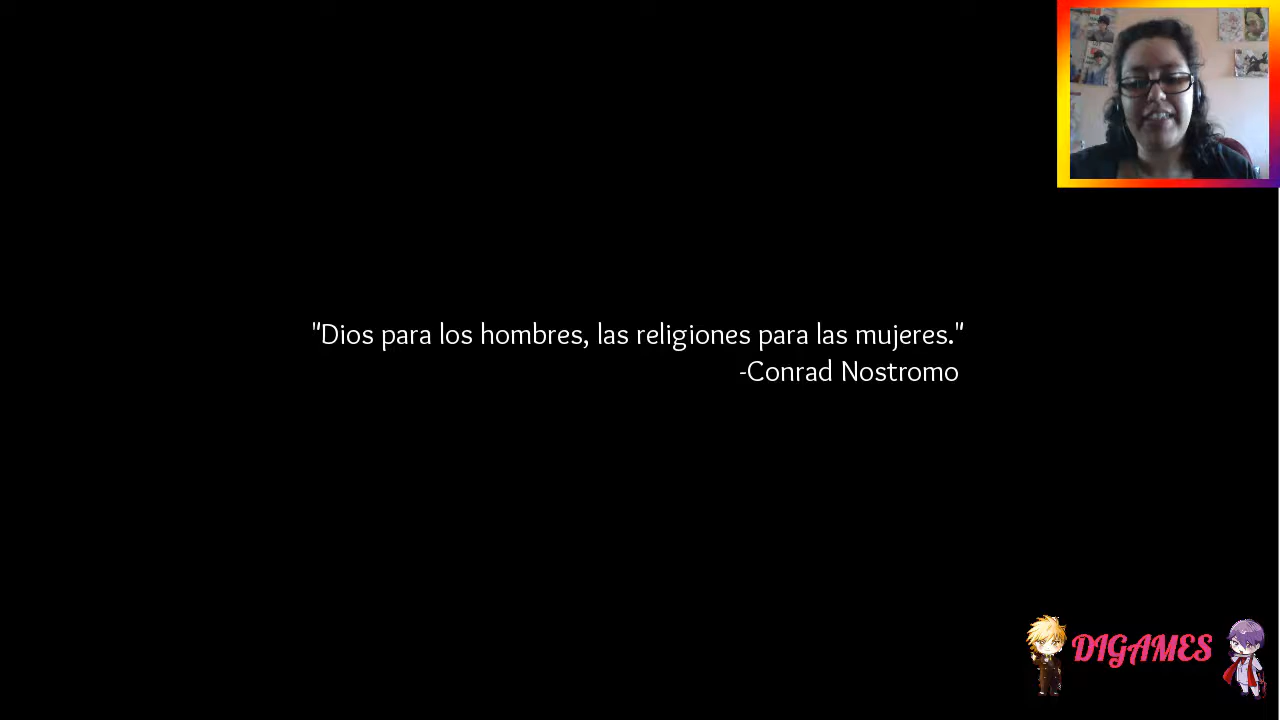 "Dios para los hombres, las religiones para las mujeres."
-Conrad Nostromo
DIGAMES